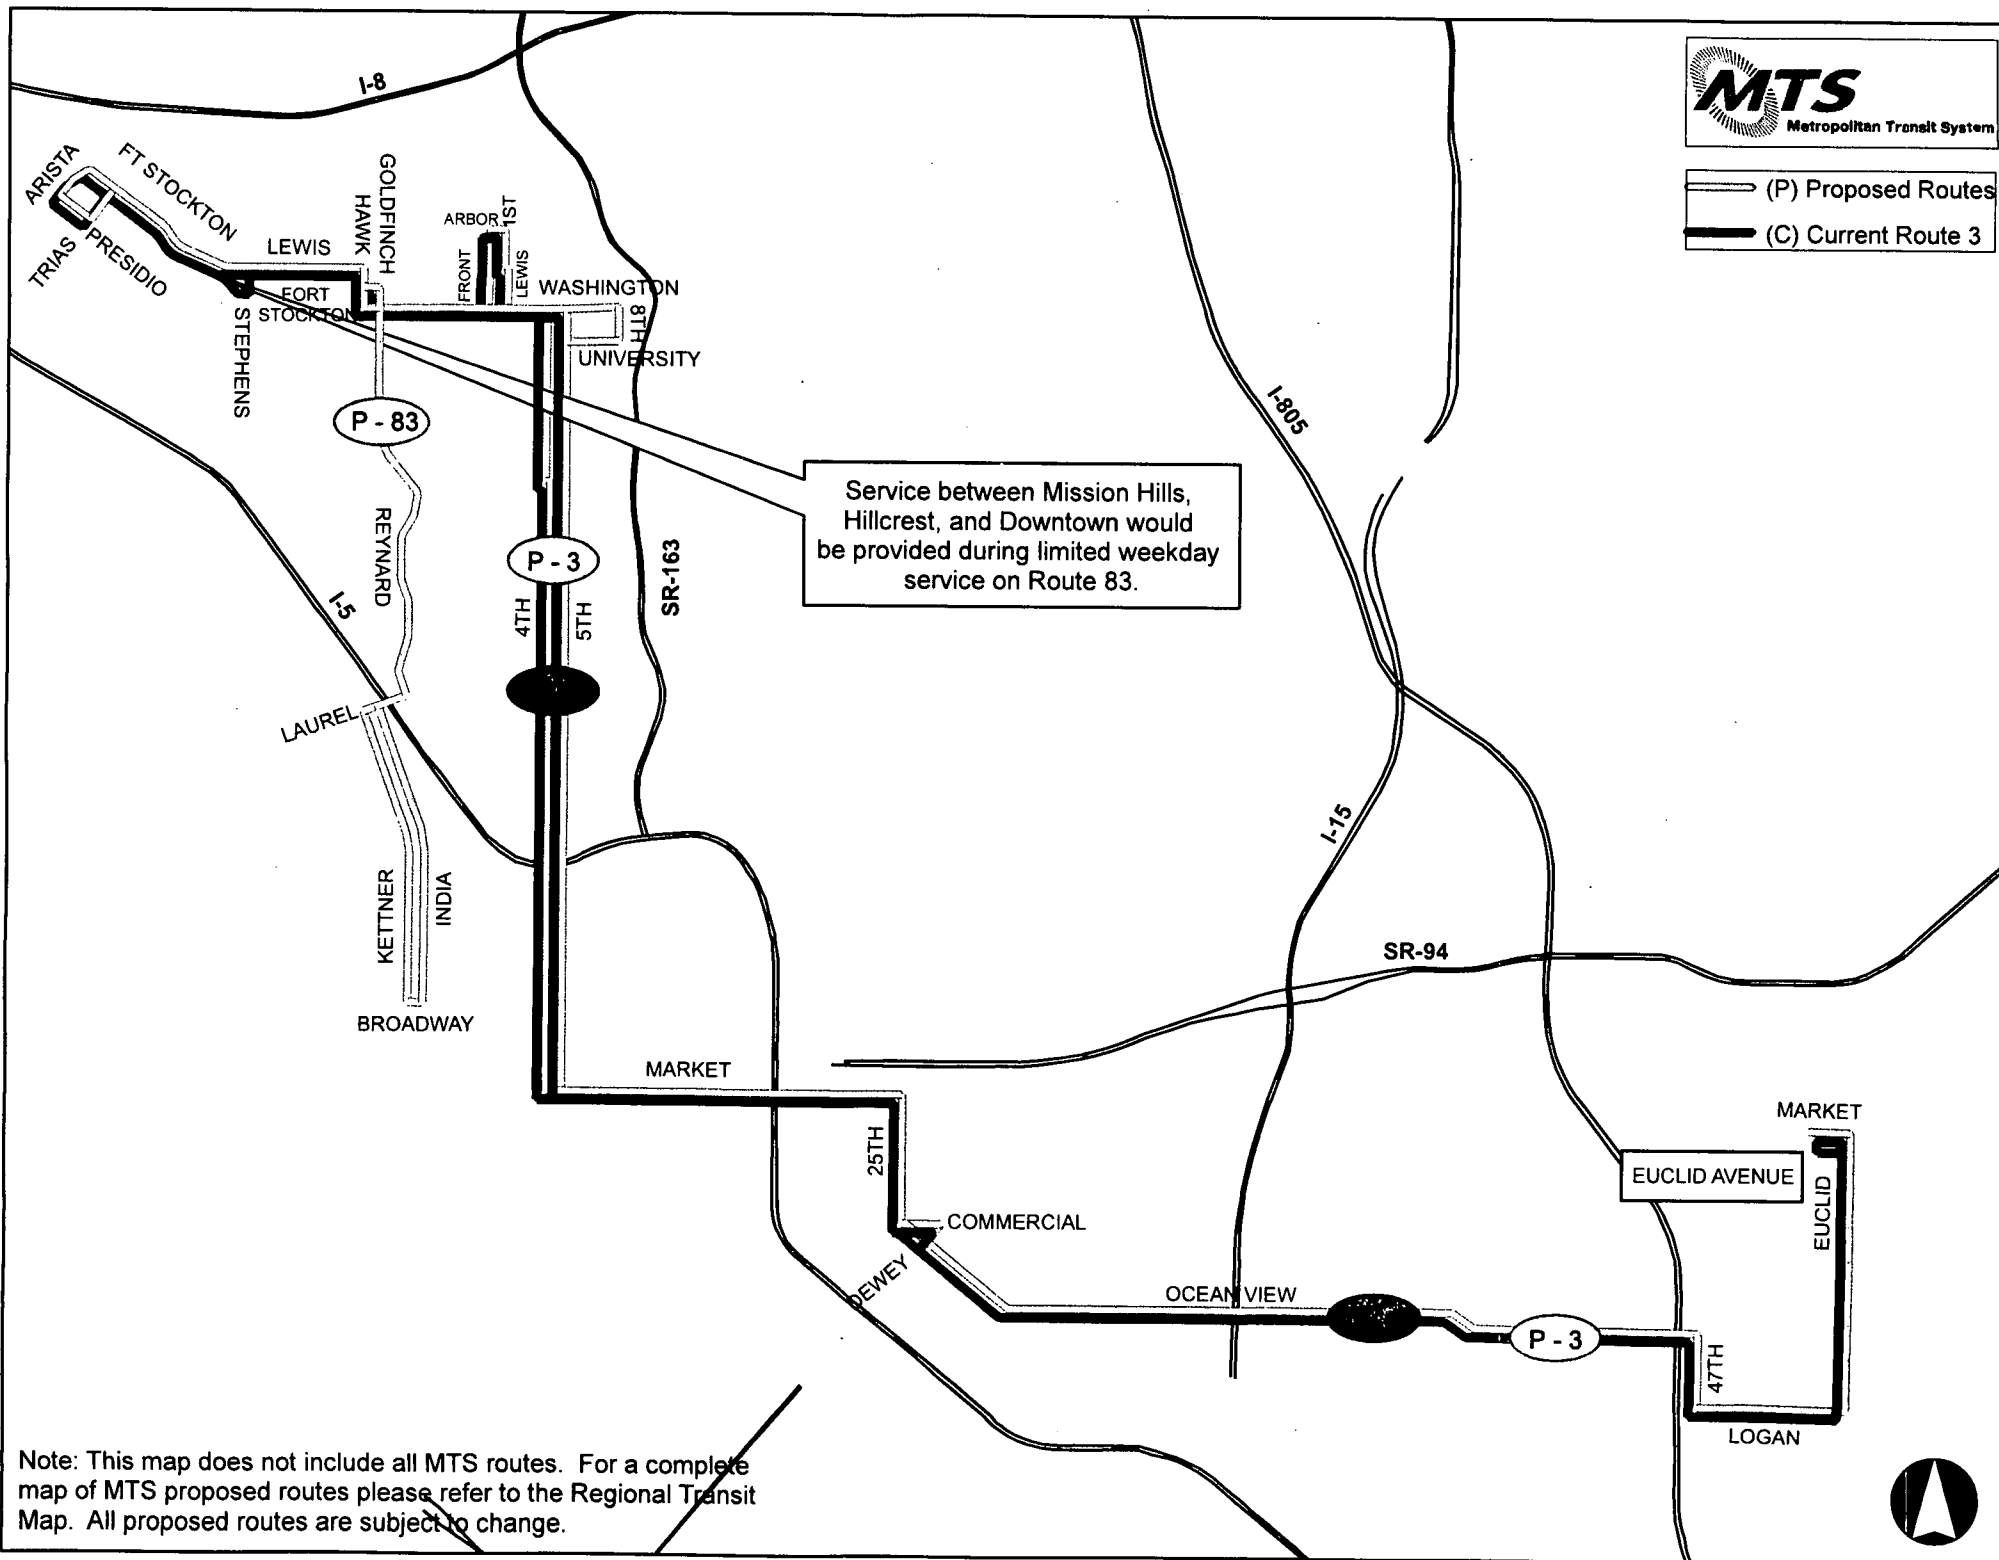 MTS
Metropolitan Transit System
(P) Proposed Routes
(C) Current Route 3
I-8
ARISTA
FT STOCKTON
GOLDFINCH
HAWK
ARBOR
1ST
LEWIS
FRONT
LEWIS
TRIAS
PRESIDIO
WASHINGTON
FORT
STOCKTON
8TH
STEPHENS
UNIVERSITY
P - 83
I-805
Service between Mission Hills,
Hillcrest, and Downtown would
be provided during limited weekday
service on Route 83.
REYNARD
P - 3
SR-163
I-5
4TH
5TH
LAUREL
I-15
KETTNER
INDIA
SR-94
BROADWAY
MARKET
MARKET
25TH
EUCLID AVENUE
EUCLID
COMMERCIAL
DEWEY
OCEAN VIEW
P - 3
47TH
LOGAN
Note: This map does not include all MTS routes. For a complete
map of MTS proposed routes please refer to the Regional Transit
Map. All proposed routes are subject to change.